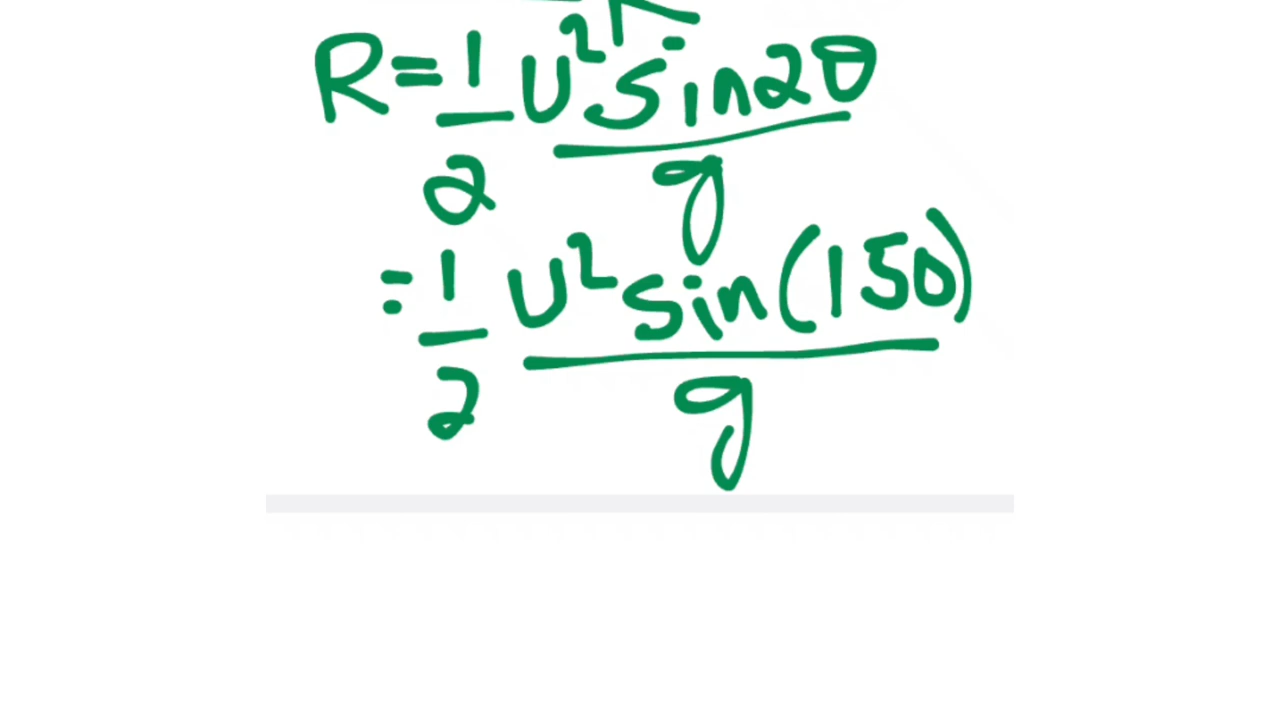 R = 1/2 U² Sin2θ / g
= 1/2 U² Sin(150) / g